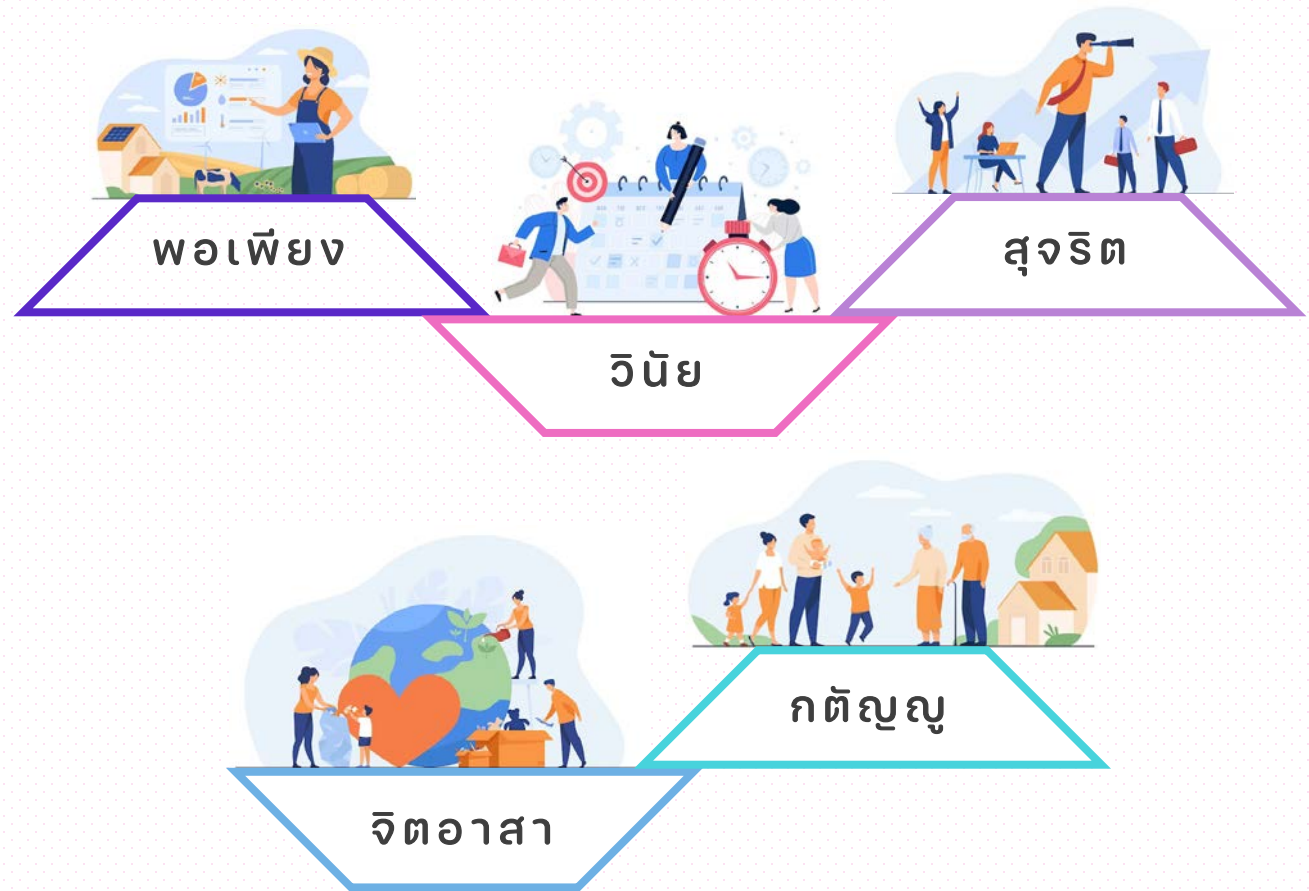 พอเพียง
สุจริต
วินัย
กตัญญู
จิตอาสา